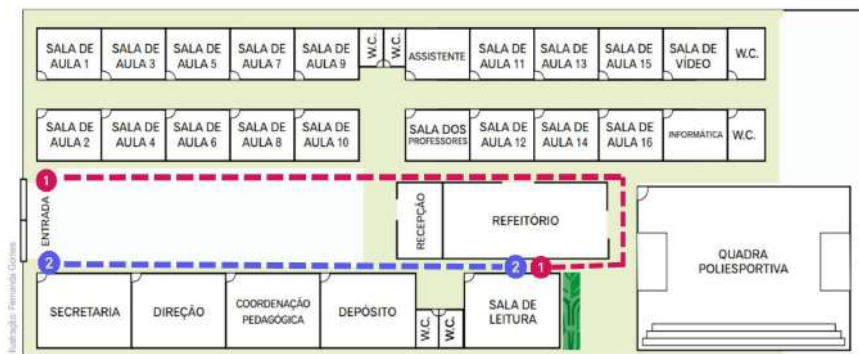 SALA DE
AULA 1
SALA DE
AULA 3
SALA DE
AULA 5
SALA DE
AULA 7
SALA DE
AULA 9
W.C.
W.C.
ASSISTENTE
SALA DE
AULA 11
SALA DE
AULA 13
SALA DE
AULA 15
SALA DE
VÍDEO
W.C.
SALA DE
AULA 2
SALA DE
AULA 4
SALA DE
AULA 6
SALA DE
AULA 8
SALA DE
AULA 10
SALA DOS
PROFESSORES
SALA DE
AULA 12
SALA DE
AULA 14
SALA DE
AULA 16
INFORMÁTICA
W.C.
1
ENTRADA
RECEPÇÃO
REFEITÓRIO
QUADRA
POLIESPORTIVA
2
2
1
SECRETARIA
DIREÇÃO
COORDENAÇÃO
PEDAGÓGICA
DEPÓSITO
W.C.
W.C.
SALA DE
LEITURA
Ilustração: Fernanda Gomes